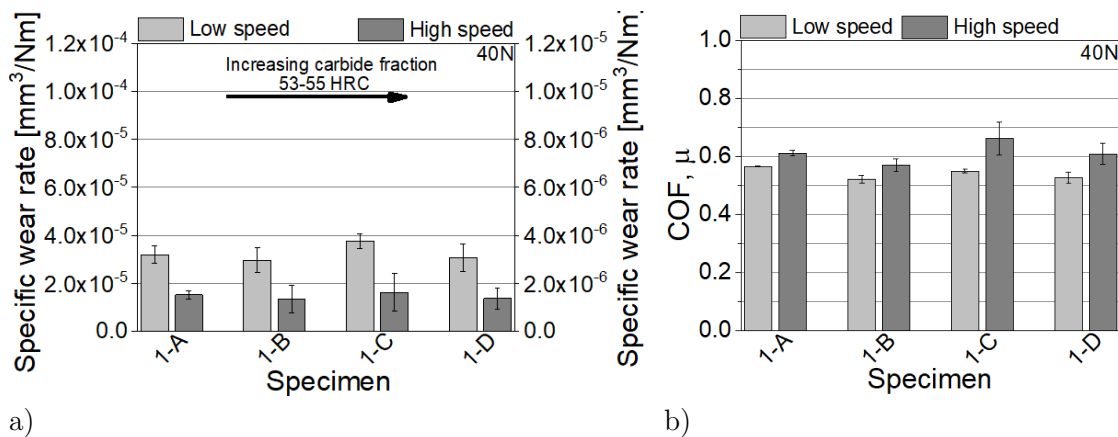 Low speed
High speed
Specific wear rate [mm³/Nm]
1.2x10⁻⁴
1.0x10⁻⁴
8.0x10⁻⁵
6.0x10⁻⁵
4.0x10⁻⁵
2.0x10⁻⁵
0.0
40N
Increasing carbide fraction
53-55 HRC
1.2x10⁻⁵
1.0x10⁻⁵
8.0x10⁻⁶
6.0x10⁻⁶
4.0x10⁻⁶
2.0x10⁻⁶
0.0
Specific wear rate [mm³/Nm]
1-A
1-B
1-C
1-D
Specimen
a)
Low speed
High speed
COF, μ
1.0
0.8
0.6
0.4
0.2
0.0
40N
1-A
1-B
1-C
1-D
Specimen
b)